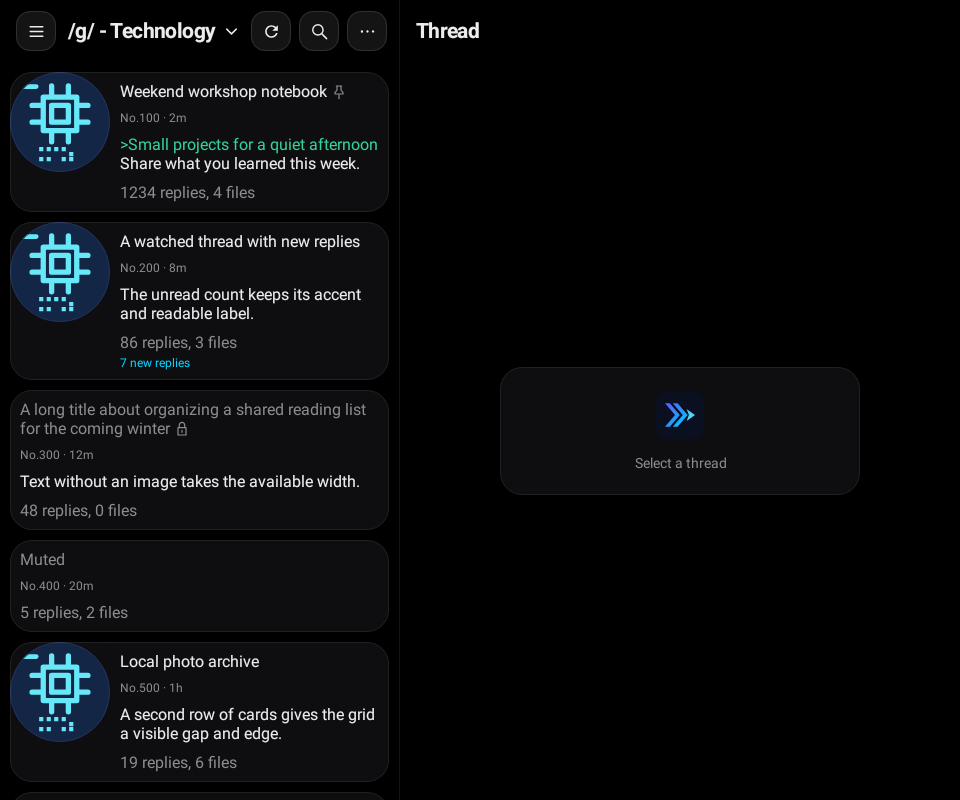 /g/ - Technology
Thread
Weekend workshop notebook
No.100 · 2m
>Small projects for a quiet afternoon
Share what you learned this week.
1234 replies, 4 files
A watched thread with new replies
No.200 · 8m
The unread count keeps its accent
and readable label.
86 replies, 3 files
7 new replies
A long title about organizing a shared reading list
for the coming winter
No.300 · 12m
Text without an image takes the available width.
48 replies, 0 files
Muted
No.400 · 20m
5 replies, 2 files
Local photo archive
No.500 · 1h
A second row of cards gives the grid
a visible gap and edge.
19 replies, 6 files
Select a thread